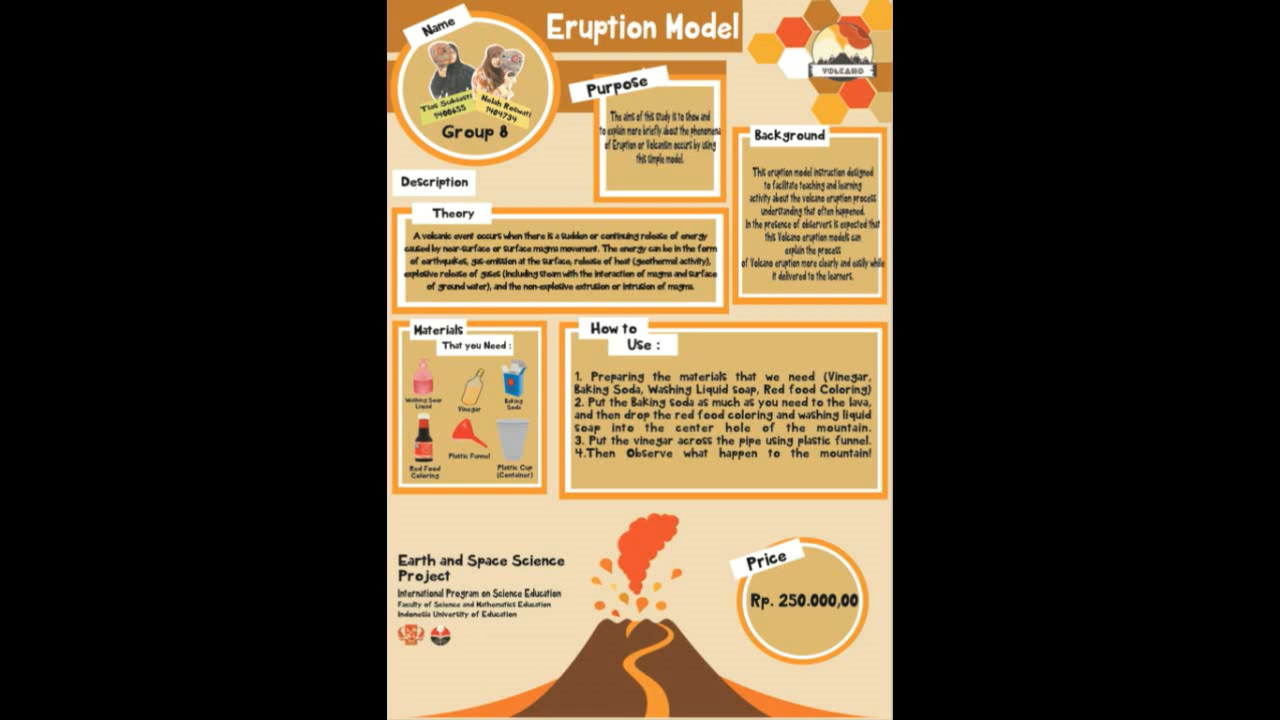 Eruption Model
Name
Tias Sukiasti
1400655
Nolah Roswati
1404734
Group 8
VOLCANO
Purpose
The aims of this study is to show and
to explain more briefly about the phenomena
of Eruption or Volcanism occurs by using
this simple model.
Background
This eruption model instruction designed
to facilitate teaching and learning
activity about the volcano eruption process
understanding that often happened.
In the presence of observers is expected that
this Volcano eruption models can
explain the process
of Volcano eruption more clearly and easily while
it delivered to the learners.
Description
Theory
A volcanic event occurs when there is a sudden or continuing release of energy
caused by near-surface or surface magma movement. The energy can be in the form
of earthquakes, gas-emission at the surface, release of heat (geothermal activity),
explosive release of gases (including steam with the interaction of magma and surface
of ground water), and the non-explosive extrusion or intrusion of magma.
Materials
That you Need :
Washing Soap
Liquid
Vinegar
Baking
Soda
Red Food
Coloring
Plastic Funnel
Plastic Cup
(Container)
How to
Use :
1. Preparing the materials that we need (Vinegar,
Baking Soda, Washing Liquid soap, Red food Coloring)
2. Put the Baking soda as much as you need to the lava,
and then drop the red food coloring and washing liquid
soap into the center hole of the mountain.
3. Put the vinegar across the pipe using plastic funnel.
4.Then Observe what happen to the mountain!
Earth and Space Science
Project
International Program on Science Education
Faculty of Science and Mathematics Education
Indonesia University of Education
Price
Rp. 250.000,00